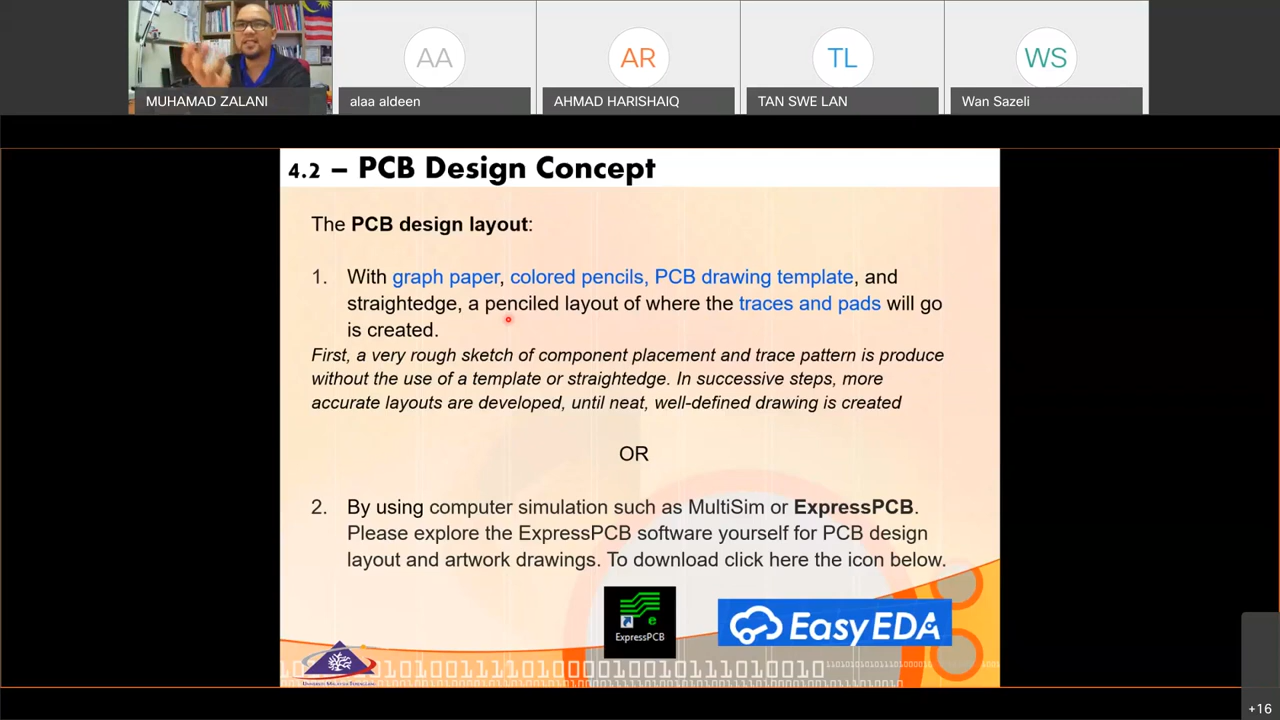 AA
AR
TL
WS
MUHAMAD ZALANI
alaa aldeen
AHMAD HARISHAIQ
TAN SWE LAN
Wan Sazeli
4.2 – PCB Design Concept
The PCB design layout:
1. With graph paper, colored pencils, PCB drawing template, and
straightedge, a penciled layout of where the traces and pads will go
is created.
First, a very rough sketch of component placement and trace pattern is produce
without the use of a template or straightedge. In successive steps, more
accurate layouts are developed, until neat, well-defined drawing is created
OR
2. By using computer simulation such as MultiSim or ExpressPCB.
Please explore the ExpressPCB software yourself for PCB design
layout and artwork drawings. To download click here the icon below.
e
ExpressPCB
EasyEDA
+16